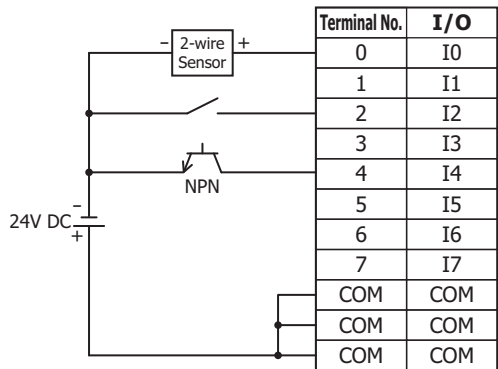 Terminal No. I/O
– 2-wire Sensor + 0 I0
1 I1
2 I2
3 I3
NPN 4 I4
5 I5
– 24V DC + 6 I6
7 I7
COM COM
COM COM
COM COM